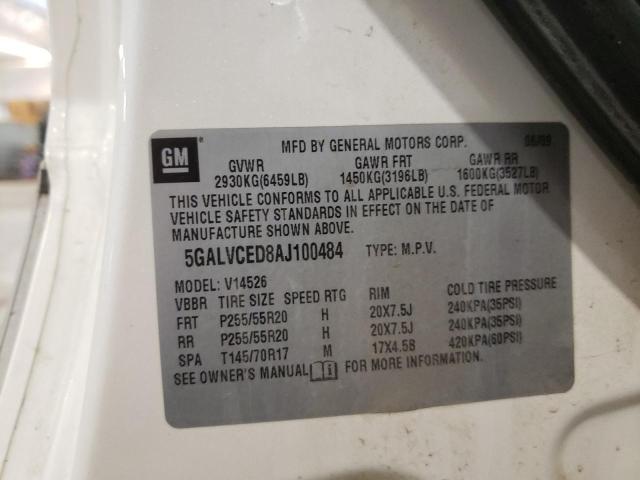 GM
MFD BY GENERAL MOTORS CORP. 06/09
GVWR GAWR FRT GAWR RR
2930KG(6459LB) 1450KG(3196LB) 1600KG(3527LB)
THIS VEHICLE CONFORMS TO ALL APPLICABLE U.S. FEDERAL MOTOR
VEHICLE SAFETY STANDARDS IN EFFECT ON THE DATE OF
MANUFACTURE SHOWN ABOVE.
5GALVCED8AJ100484 TYPE: M.P.V.
MODEL: V14526
VBBR TIRE SIZE SPEED RTG RIM COLD TIRE PRESSURE
FRT P255/55R20 H 20X7.5J 240KPA(35PSI)
RR P255/55R20 H 20X7.5J 240KPA(35PSI)
SPA T145/70R17 M 17X4.5B 420KPA(60PSI)
SEE OWNER'S MANUAL i FOR MORE INFORMATION.